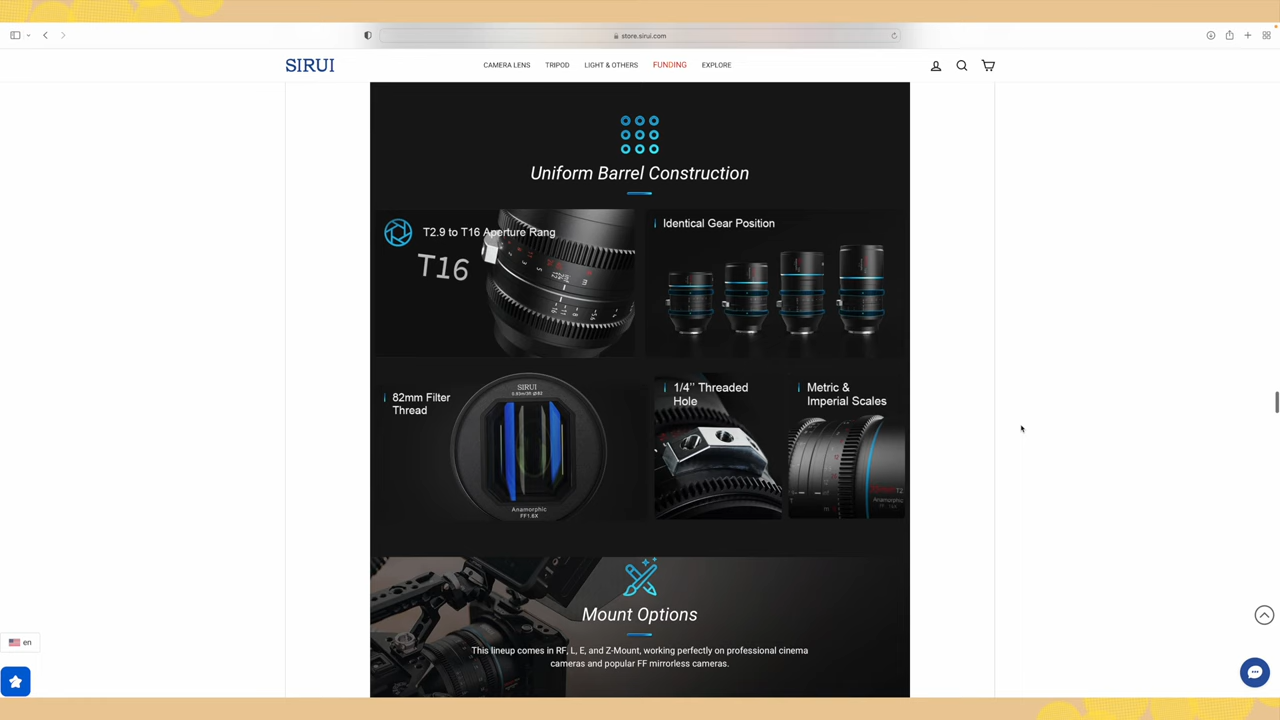 store.sirui.com
SIRUI
CAMERA LENS
TRIPOD
LIGHT & OTHERS
FUNDING
EXPLORE
Uniform Barrel Construction
T2.9 to T16 Aperture Rang
T16
Identical Gear Position
82mm Filter
Thread
SIRUI
Anamorphic
FF1.6X
1/4'' Threaded
Hole
Metric &
Imperial Scales
Anamorphic
Mount Options
This lineup comes in RF, L, E, and Z-Mount, working perfectly on professional cinema
cameras and popular FF mirrorless cameras.
en